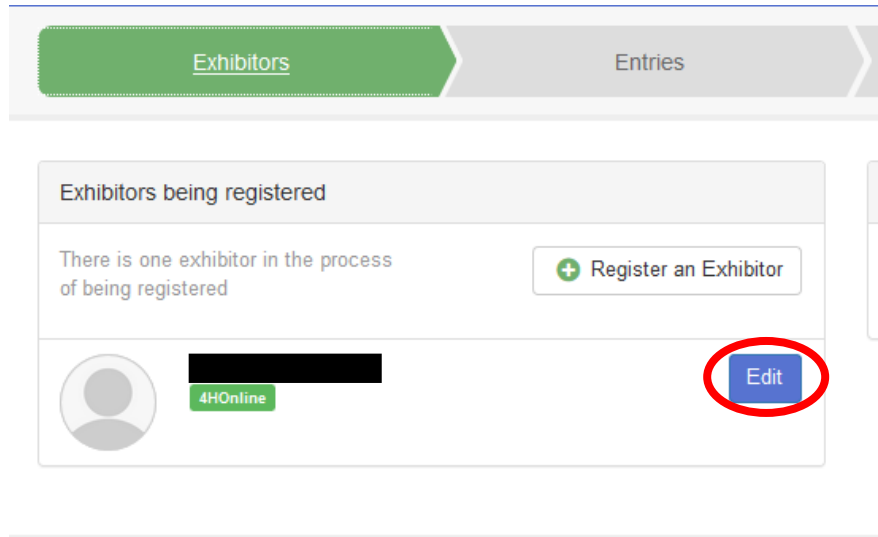 Exhibitors
Entries
Exhibitors being registered
There is one exhibitor in the process
of being registered
Register an Exhibitor
4HOnline
Edit